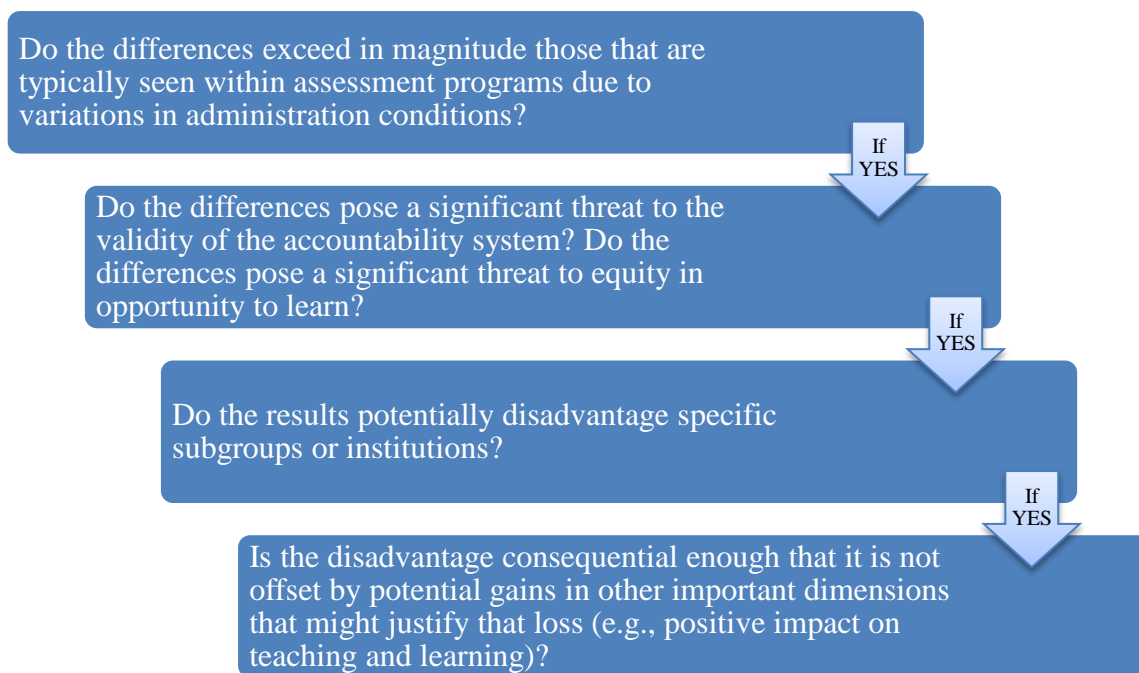 Do the differences exceed in magnitude those that are
typically seen within assessment programs due to
variations in administration conditions?
If
YES
Do the differences pose a significant threat to the
validity of the accountability system? Do the
differences pose a significant threat to equity in
opportunity to learn?
If
YES
Do the results potentially disadvantage specific
subgroups or institutions?
If
YES
Is the disadvantage consequential enough that it is not
offset by potential gains in other important dimensions
that might justify that loss (e.g., positive impact on
teaching and learning)?